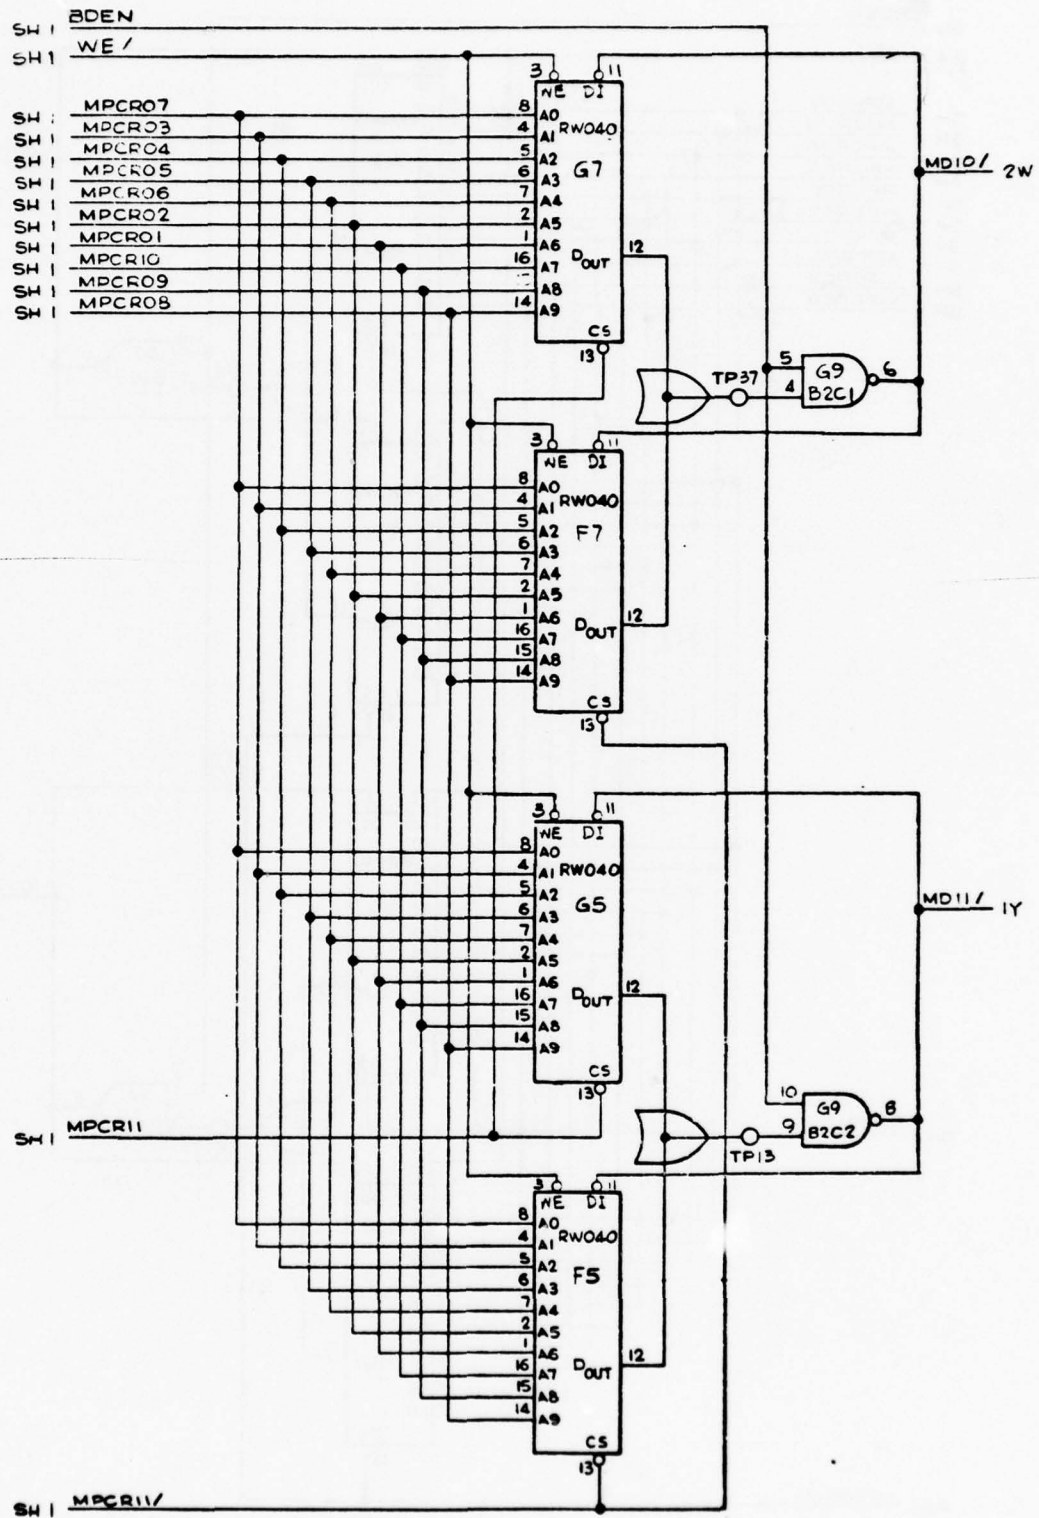 SH 1 BDEN
SH 1 WE /
SH 1 MPCR07
SH 1 MPCR03
SH 1 MPCR04
SH 1 MPCR05
SH 1 MPCR06
SH 1 MPCR02
SH 1 MPCR01
SH 1 MPCR10
SH 1 MPCR09
SH 1 MPCR08
3 11
WE DI
8 A0
4 A1 RW040
5 A2
6 A3 G7
7 A4
2 A5
1 A6
16 A7 DOUT 12
A8
14 A9
CS
13
MD10/ 2W
TP37
5 G9 6
4 B2C1
3 11
WE DI
8 A0
4 A1 RW040
5 A2
6 A3 F7
7 A4
2 A5
1 A6
16 A7 DOUT 12
15 A8
14 A9
CS
13
3 11
WE DI
8 A0
4 A1 RW040
5 A2
6 A3 G5
7 A4
2 A5
1 A6
16 A7 DOUT 12
15 A8
14 A9
CS
13
MD11/ 1Y
SH 1 MPCR11
TP13
10 G9 8
9 B2C2
3 11
WE DI
8 A0
4 A1 RW040
5 A2
6 A3 F5
7 A4
2 A5
1 A6
16 A7 DOUT 12
15 A8
14 A9
CS
13
SH 1 MPCR11/